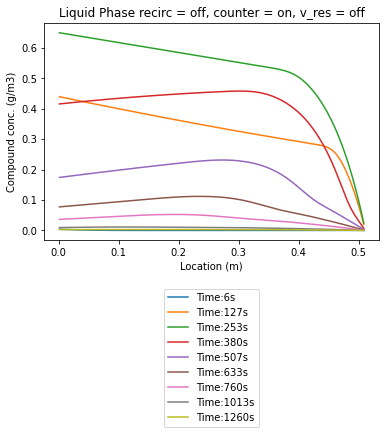 Liquid Phase recirc = off, counter = on, v_res = off
Compound conc. (g/m3)
0.6
0.5
0.4
0.3
0.2
0.1
0.0
0.0 0.1 0.2 0.3 0.4 0.5
Location (m)
Time:6s
Time:127s
Time:253s
Time:380s
Time:507s
Time:633s
Time:760s
Time:1013s
Time:1260s